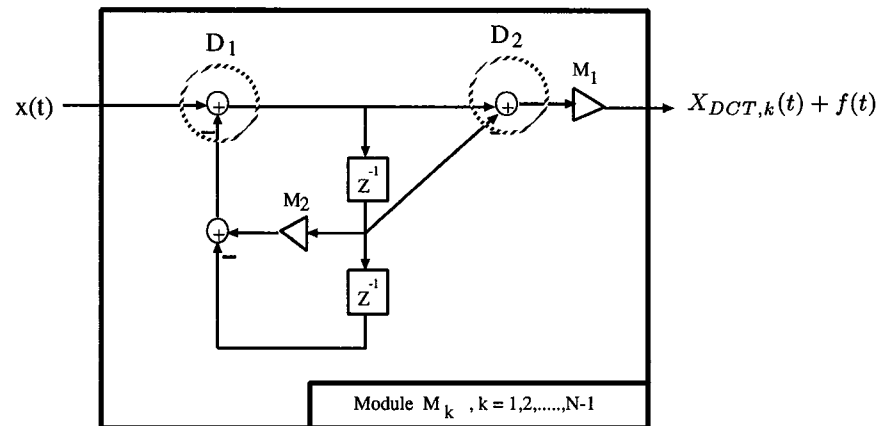 D₁
D₂
M₁
x(t)
+
+
X_{DCT,k}(t) + f(t)
−
−
Z⁻¹
M₂
+
−
Z⁻¹
Module M_k , k = 1,2,.....,N-1